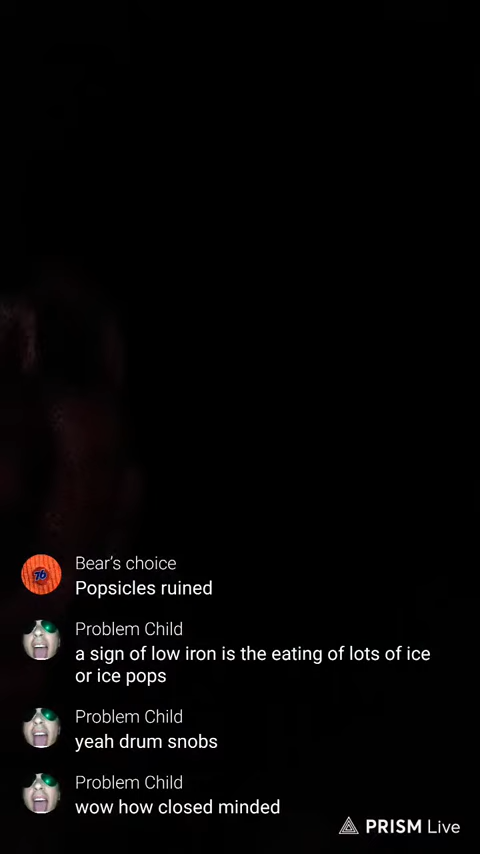 Bear's choice
Popsicles ruined
Problem Child
a sign of low iron is the eating of lots of ice
or ice pops
Problem Child
yeah drum snobs
Problem Child
wow how closed minded
PRISM Live
76